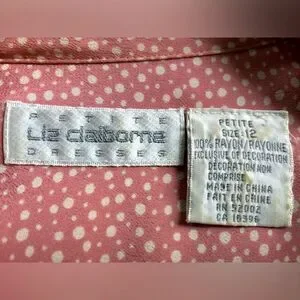 PETITE
Liz claiborne
DRESSES
PETITE
SIZE: 12
100% RAYON/RAYONNE
EXCLUSIVE OF DECORATION
DECORATION NON
COMPRISE
MADE IN CHINA
FAIT EN CHINE
RN 52002
CA 16396